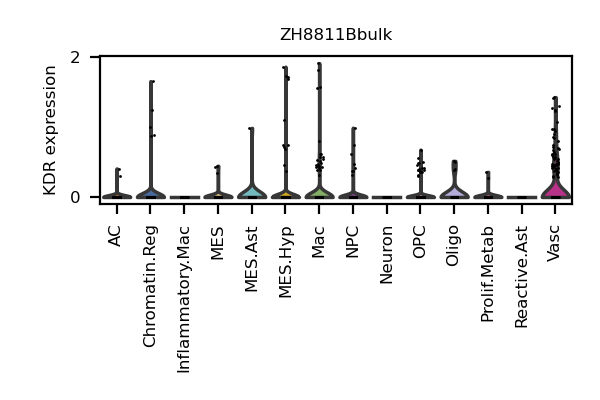 ZH8811Bbulk
KDR expression
2
0
AC
Chromatin.Reg
Inflammatory.Mac
MES
MES.Ast
MES.Hyp
Mac
NPC
Neuron
OPC
Oligo
Prolif.Metab
Reactive.Ast
Vasc